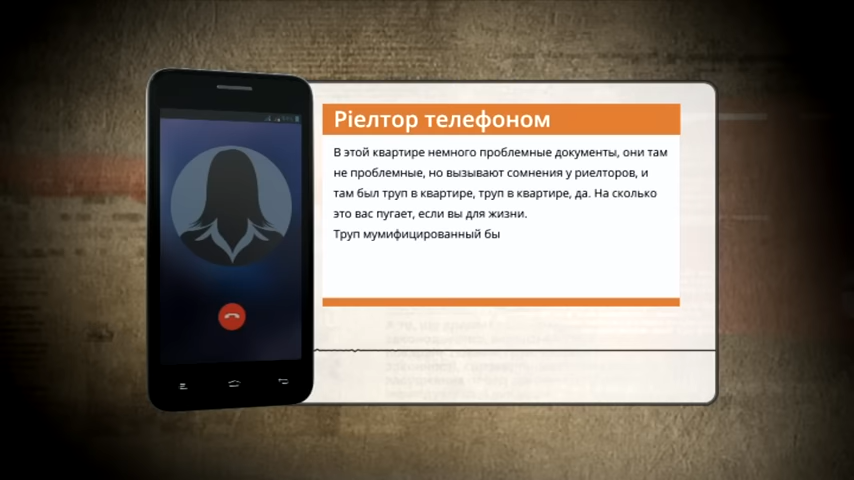 Ріелтор телефоном
В этой квартире немного проблемные документы, они там
не проблемные, но вызывают сомнения у риелторов, и
там был труп в квартире, труп в квартире, да. На сколько
это вас пугает, если вы для жизни.
Труп мумифицированный бы